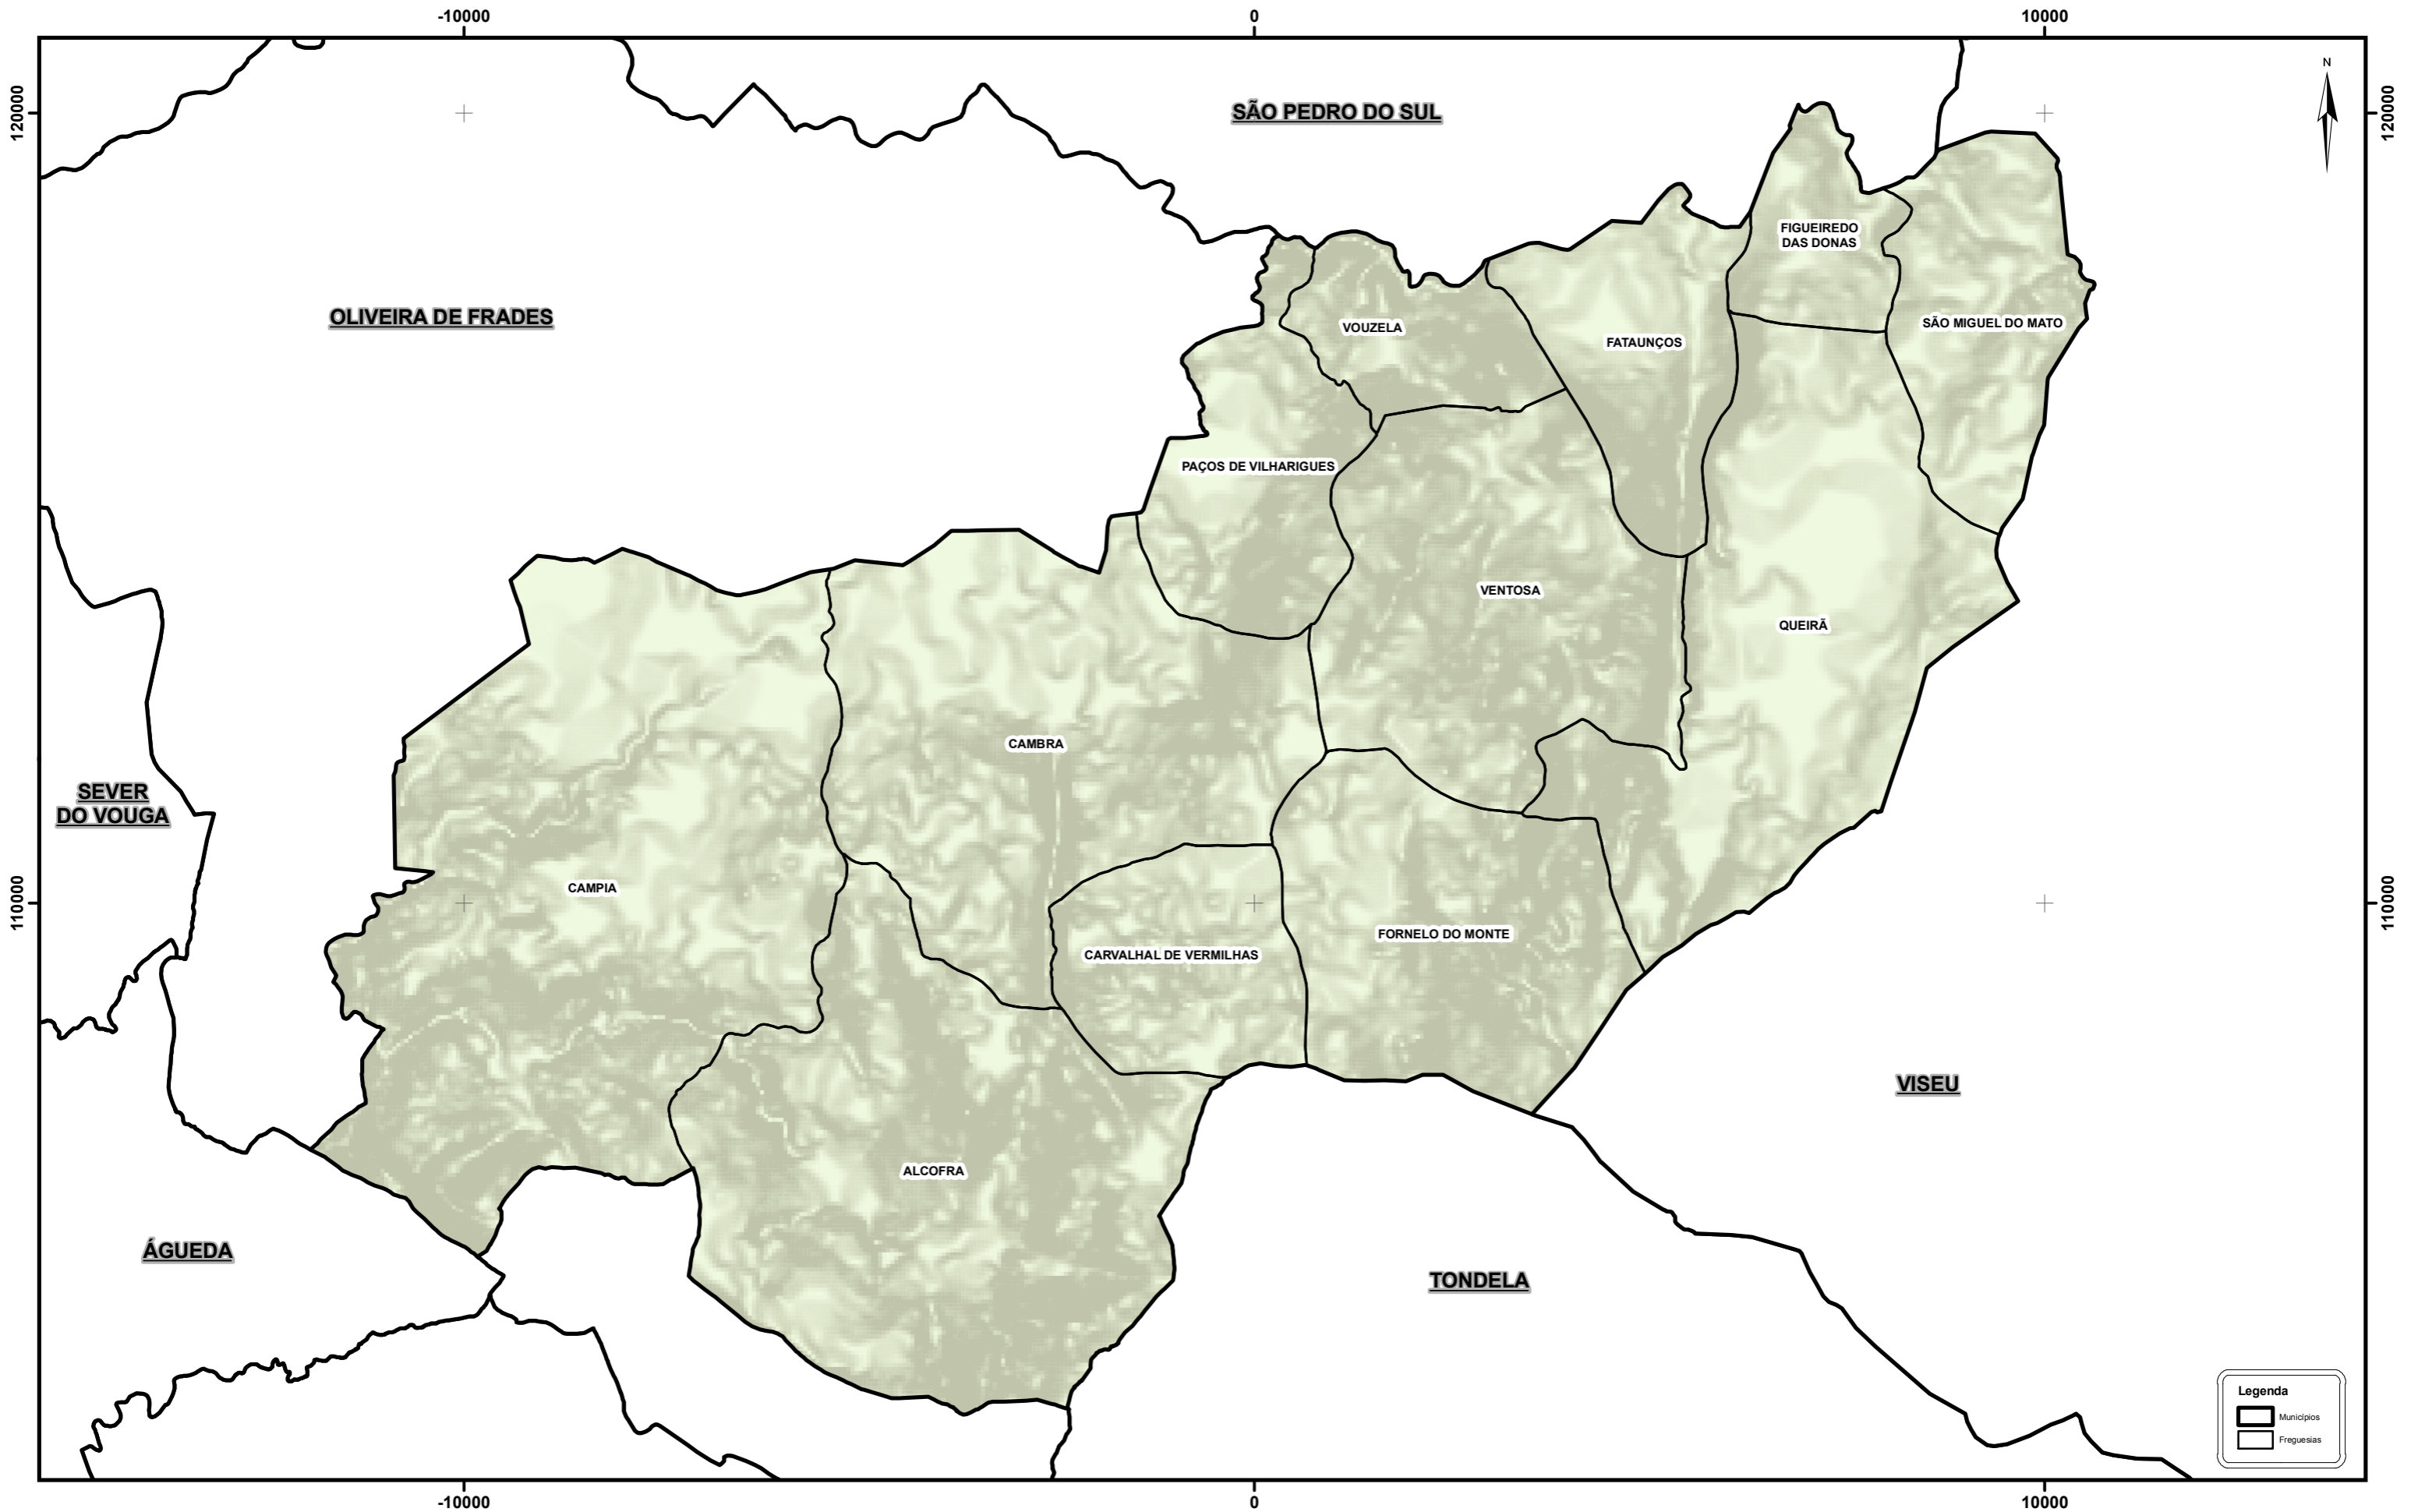 -10000
0
10000
120000
120000
N
SÃO PEDRO DO SUL
FIGUEIREDO
DAS DONAS
OLIVEIRA DE FRADES
VOUZELA
FATAUNÇOS
SÃO MIGUEL DO MATO
PAÇOS DE VILHARIGUES
VENTOSA
QUEIRÃ
CAMBRA
SEVER
DO VOUGA
CAMPIA
110000
110000
FORNELO DO MONTE
CARVALHAL DE VERMILHAS
VISEU
ALCOFRA
ÁGUEDA
TONDELA
Legenda
Municípios
Freguesias
-10000
0
10000